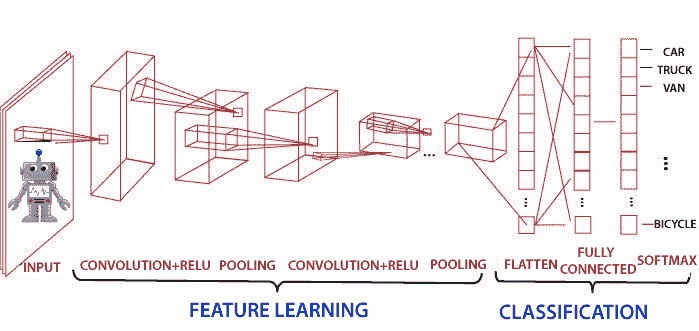 CAR
TRUCK
VAN
BICYCLE
INPUT
CONVOLUTION+RELU
POOLING
CONVOLUTION+RELU
POOLING
FLATTEN
FULLY
CONNECTED
SOFTMAX
FEATURE LEARNING
CLASSIFICATION